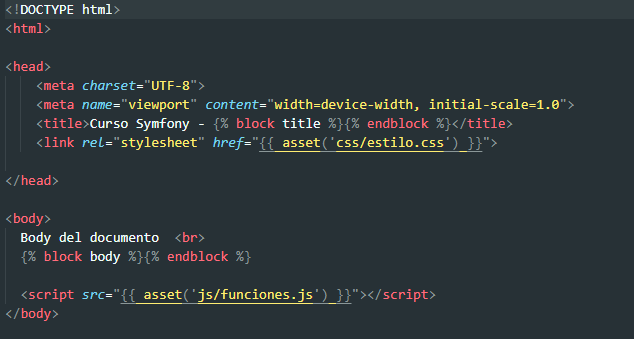 <!DOCTYPE html>
<html>
<head>
<meta charset="UTF-8">
<meta name="viewport" content="width=device-width, initial-scale=1.0">
<title>Curso Symfony - {% block title %}{% endblock %}</title>
<link rel="stylesheet" href="{{ asset('css/estilo.css') }}">
</head>
<body>
Body del documento  <br>
{% block body %}{% endblock %}
<script src="{{ asset('js/funciones.js') }}"></script>
</body>